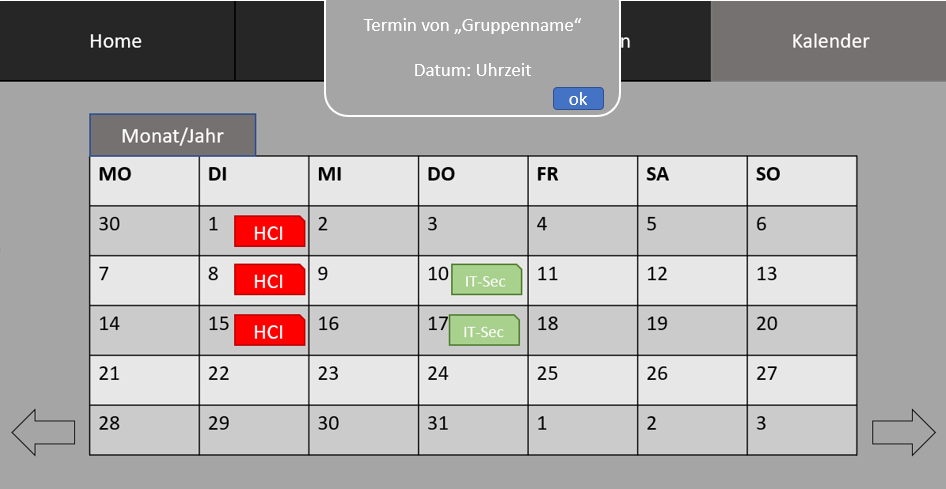 Home
Termin von „Gruppenname“
Datum: Uhrzeit
ok
n
Kalender
Monat/Jahr
MO DI MI DO FR SA SO
30 1 HCI 2 3 4 5 6
7 8 HCI 9 10 IT-Sec 11 12 13
14 15 HCI 16 17 IT-Sec 18 19 20
21 22 23 24 25 26 27
28 29 30 31 1 2 3